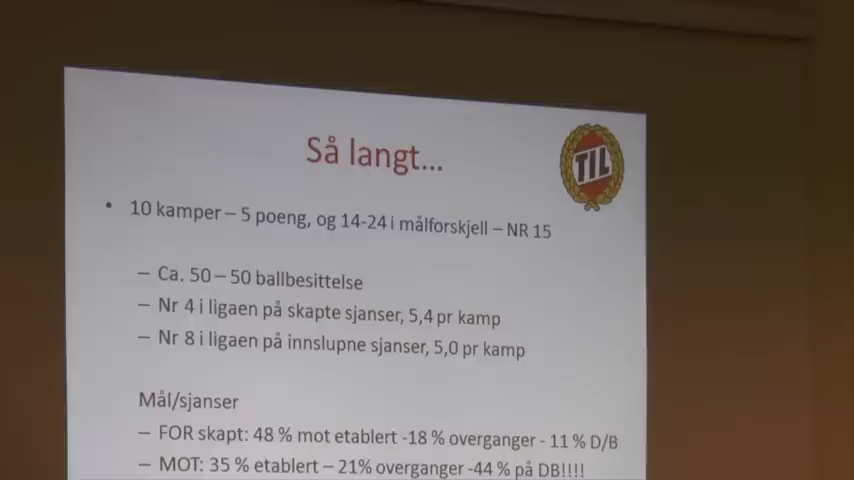 Så langt...
TIL
• 10 kamper – 5 poeng, og 14-24 i målforskjell – NR 15
– Ca. 50 – 50 ballbesittelse
– Nr 4 i ligaen på skapte sjanser, 5,4 pr kamp
– Nr 8 i ligaen på innslupne sjanser, 5,0 pr kamp
Mål/sjanser
– FOR skapt: 48 % mot etablert -18 % overganger - 11 % D/B
– MOT: 35 % etablert – 21% overganger -44 % på DB!!!!